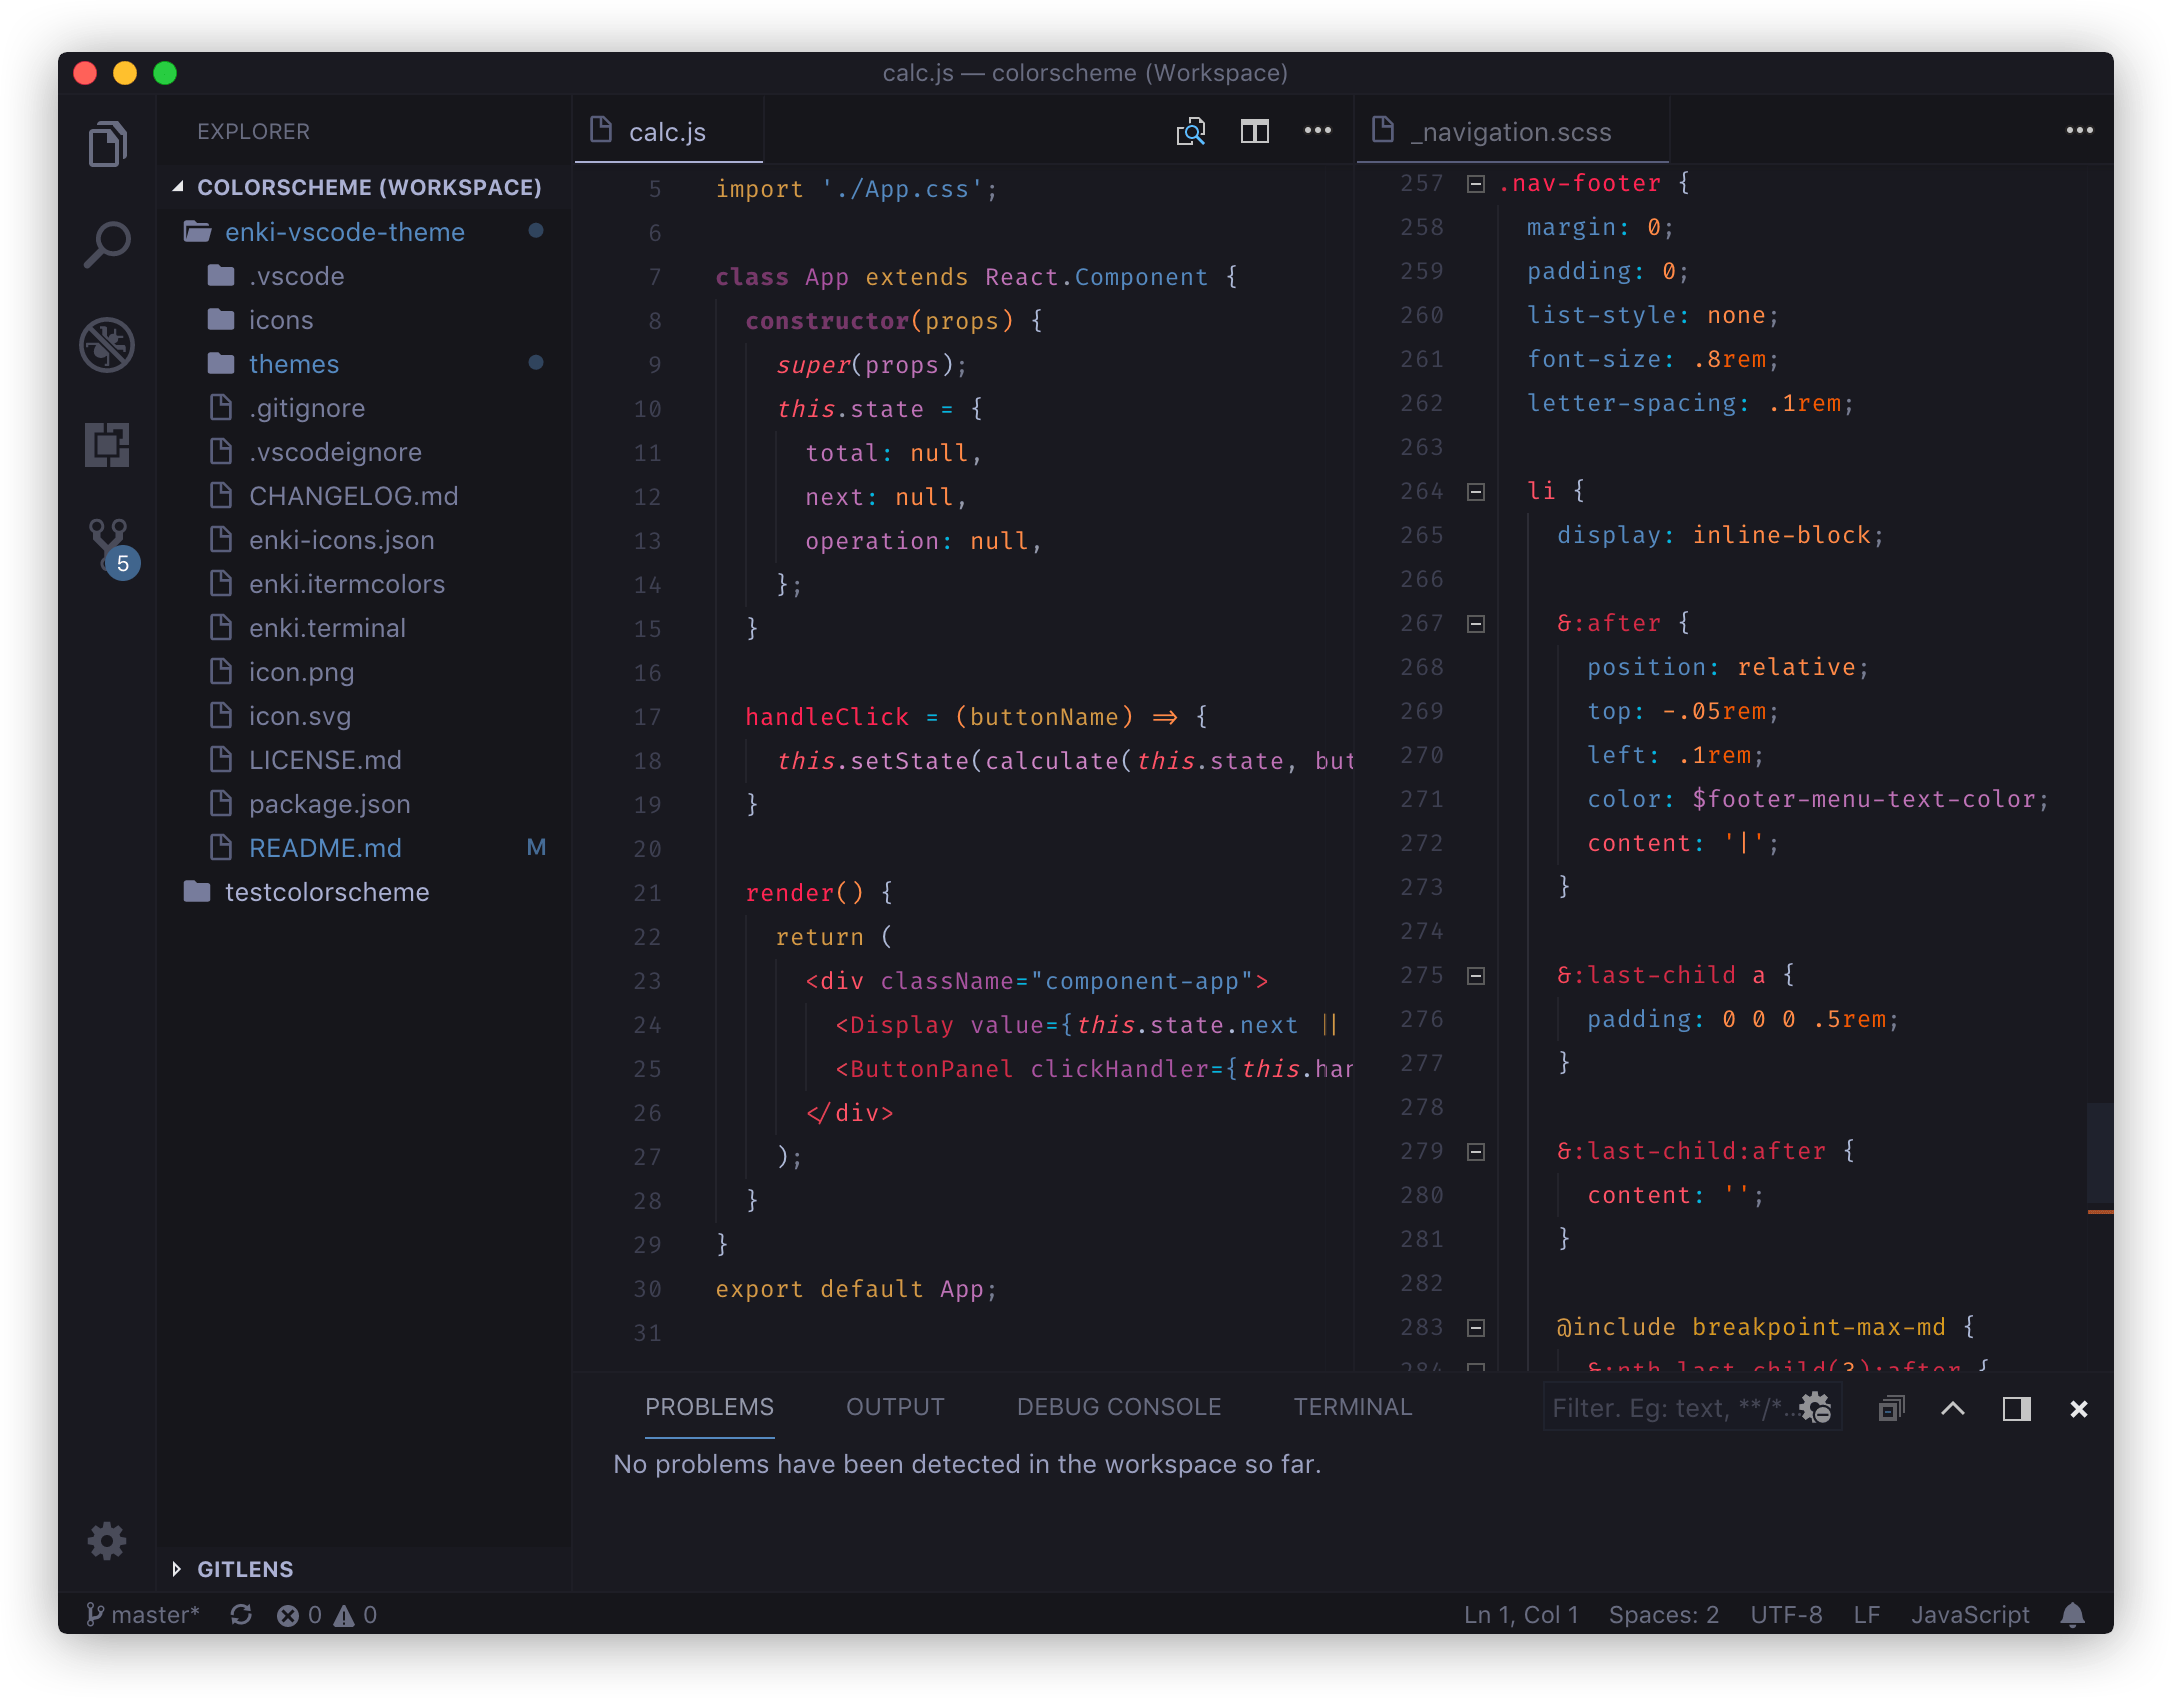 calc.js — colorscheme (Workspace)
EXPLORER
COLORSCHEME (WORKSPACE)
enki-vscode-theme
.vscode
icons
themes
.gitignore
.vscodeignore
CHANGELOG.md
enki-icons.json
enki.itermcolors
enki.terminal
icon.png
icon.svg
LICENSE.md
package.json
README.md M
testcolorscheme
GITLENS
5
calc.js
5 import './App.css';
6
7 class App extends React.Component {
8 constructor(props) {
9 super(props);
10 this.state = {
11 total: null,
12 next: null,
13 operation: null,
14 };
15 }
16
17 handleClick = (buttonName) => {
18 this.setState(calculate(this.state, but
19 }
20
21 render() {
22 return (
23 <div className="component-app">
24 <Display value={this.state.next ||
25 <ButtonPanel clickHandler={this.han
26 </div>
27 );
28 }
29 }
30 export default App;
31
_navigation.scss
257 .nav-footer {
258 margin: 0;
259 padding: 0;
260 list-style: none;
261 font-size: .8rem;
262 letter-spacing: .1rem;
263
264 li {
265 display: inline-block;
266
267 &:after {
268 position: relative;
269 top: -.05rem;
270 left: .1rem;
271 color: $footer-menu-text-color;
272 content: '|';
273 }
274
275 &:last-child a {
276 padding: 0 0 0 .5rem;
277 }
278
279 &:last-child:after {
280 content: '';
281 }
282
283 @include breakpoint-max-md {
284 &:nth-last-child(3):after {
PROBLEMS OUTPUT DEBUG CONSOLE TERMINAL Filter. Eg: text, **/*...
No problems have been detected in the workspace so far.
master* 0 0 Ln 1, Col 1 Spaces: 2 UTF-8 LF JavaScript